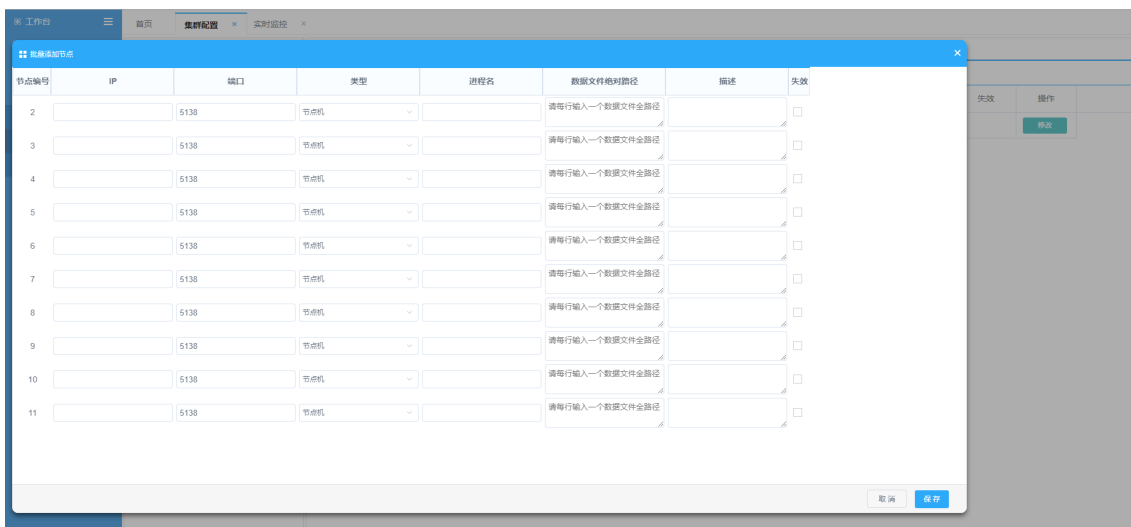 工作台
首页 集群配置 × 实时监控 ×
批量添加节点 ×
节点编号 IP 端口 类型 进程名 数据文件绝对路径 描述 失效
失效 操作
修改
2 5138 节点机 请每行输入一个数据文件全路径
3 5138 节点机 请每行输入一个数据文件全路径
4 5138 节点机 请每行输入一个数据文件全路径
5 5138 节点机 请每行输入一个数据文件全路径
6 5138 节点机 请每行输入一个数据文件全路径
7 5138 节点机 请每行输入一个数据文件全路径
8 5138 节点机 请每行输入一个数据文件全路径
9 5138 节点机 请每行输入一个数据文件全路径
10 5138 节点机 请每行输入一个数据文件全路径
11 5138 节点机 请每行输入一个数据文件全路径
取消 保存